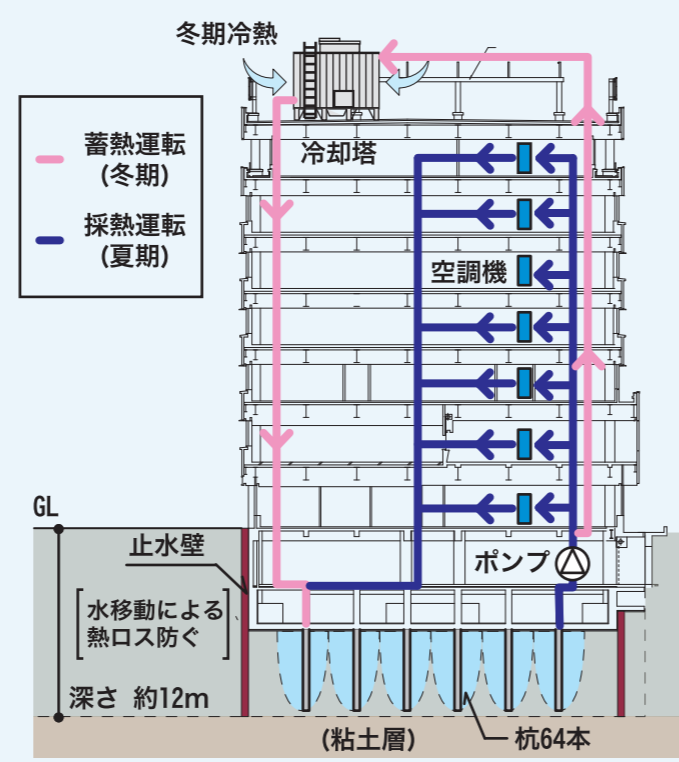 冬期冷熱
蓄熱運転
(冬期)
採熱運転
(夏期)
冷却塔
空調機
GL
止水壁
水移動による
熱ロス防ぐ
ポンプ
深さ 約12m
(粘土層)
杭64本